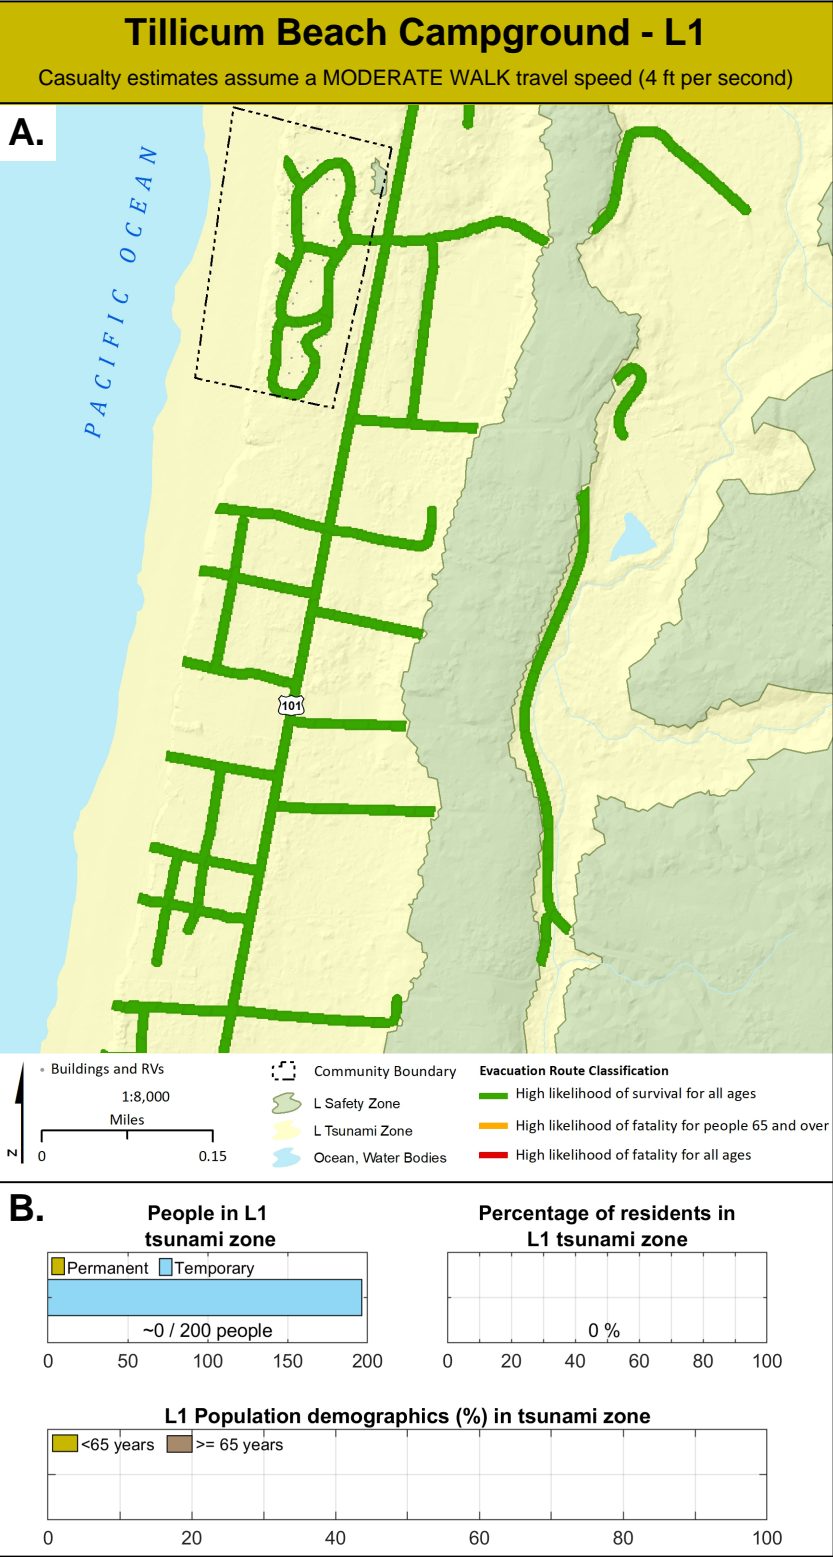 Tillicum Beach Campground - L1
Casualty estimates assume a MODERATE WALK travel speed (4 ft per second)
A.
PACIFIC OCEAN
101
N
Buildings and RVs
1:8,000
Miles
0 0.15
Community Boundary
L Safety Zone
L Tsunami Zone
Ocean, Water Bodies
Evacuation Route Classification
High likelihood of survival for all ages
High likelihood of fatality for people 65 and over
High likelihood of fatality for all ages
B.
People in L1
tsunami zone
Permanent Temporary
~0 / 200 people
0 50 100 150 200
Percentage of residents in
L1 tsunami zone
0 %
0 20 40 60 80 100
L1 Population demographics (%) in tsunami zone
<65 years >= 65 years
0 20 40 60 80 100